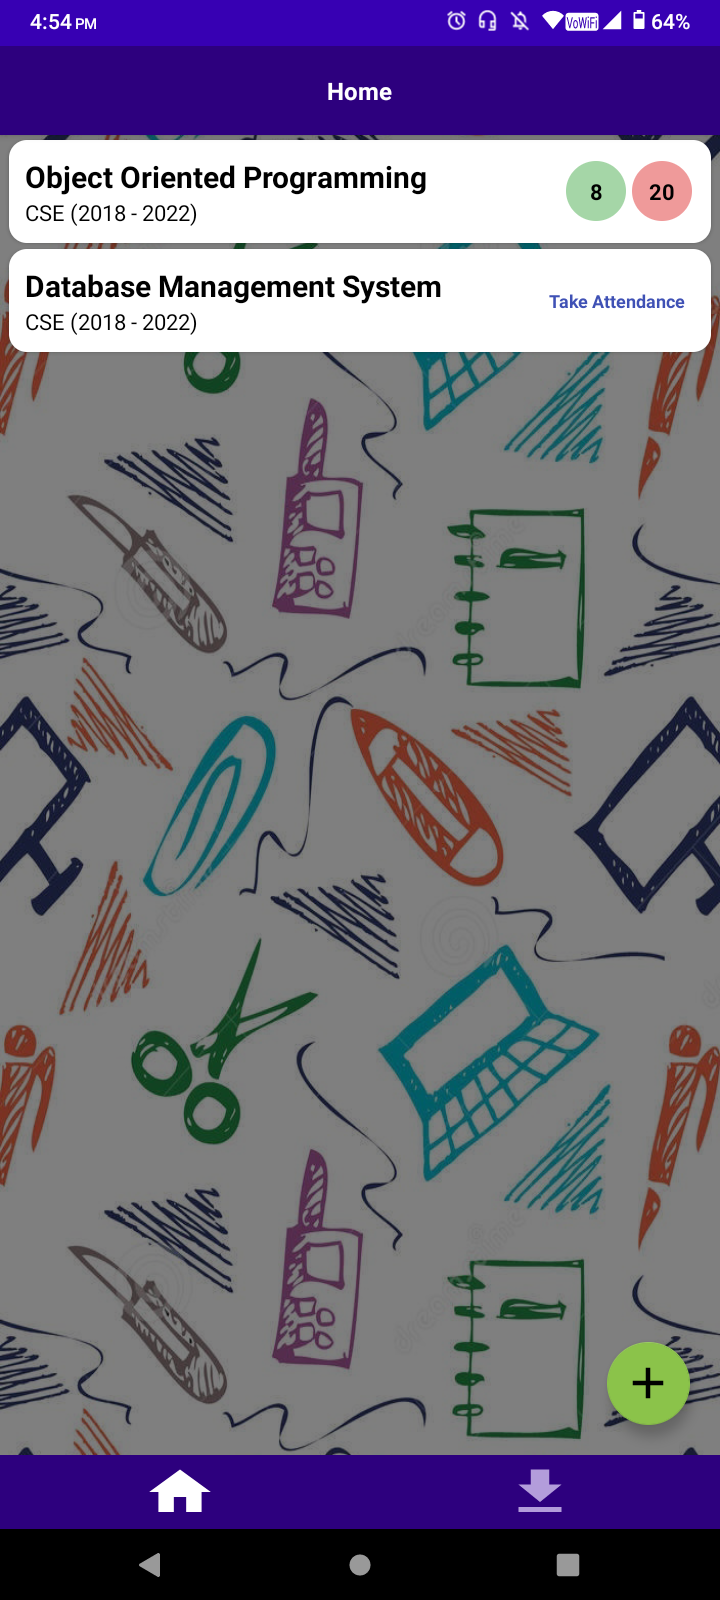 4:54 PM VoWiFi 64%
Home
Object Oriented Programming
CSE (2018 - 2022)
8 20
Database Management System
CSE (2018 - 2022)
Take Attendance